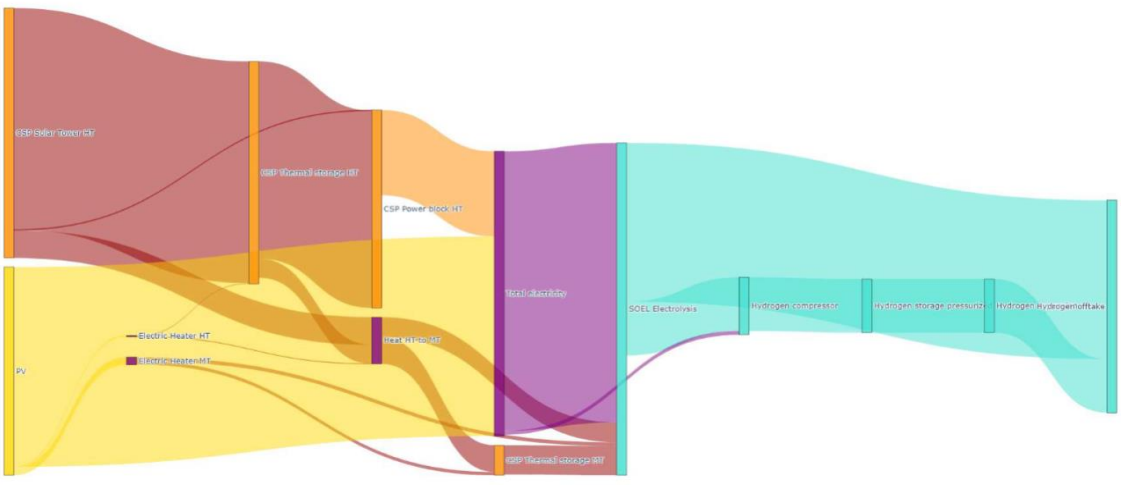 CSP Solar Tower HT
CSP Thermal storage HT
CSP Power block HT
Total electricity
SOEL Electrolysis
Hydrogen compressor
Hydrogen storage pressurize
Hydrogen
Hydrogen offtake
Electric Heater HT
Heat HT to MT
Electric Heater MT
PV
CSP Thermal storage MT